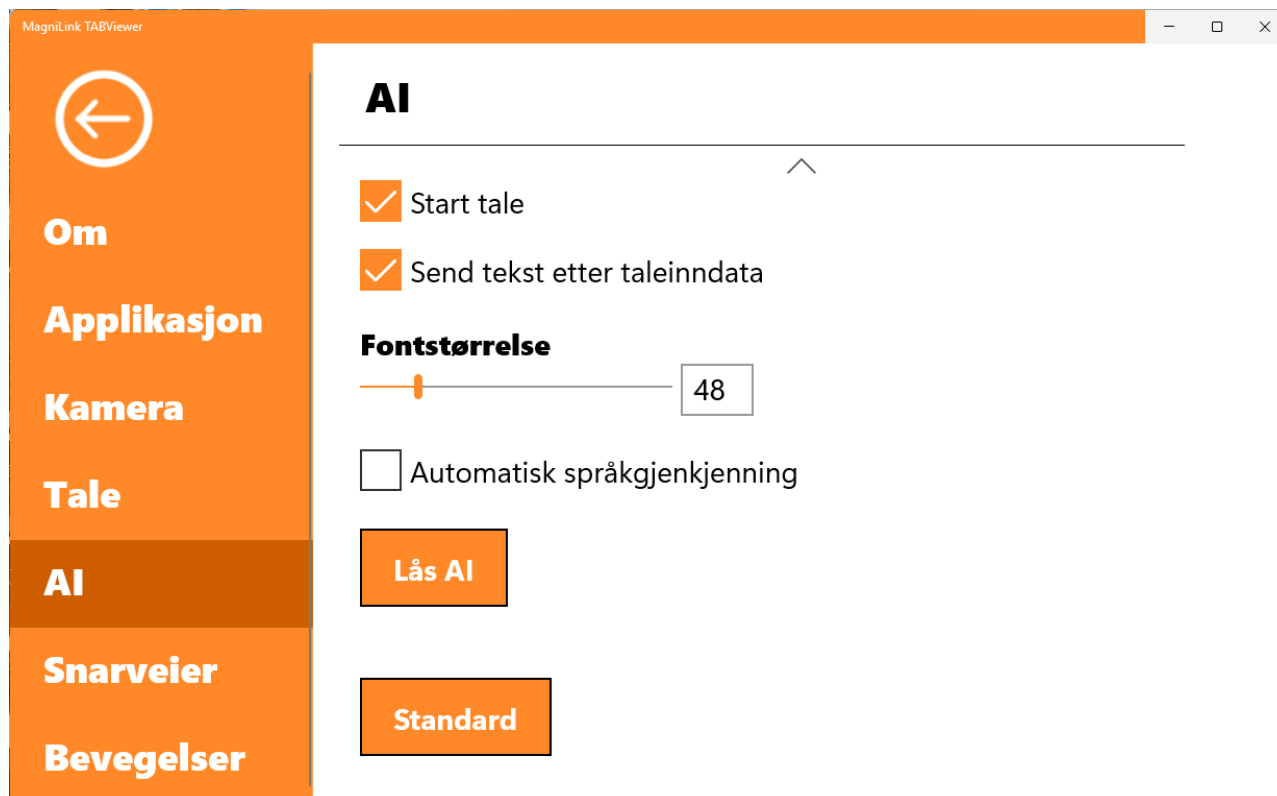 MagniLink TABViewer
Om
Applikasjon
Kamera
Tale
AI
Snarveier
Bevegelser
AI
Start tale
Send tekst etter taleinndata
Fontstørrelse
48
Automatisk språkgjenkjenning
Lås AI
Standard